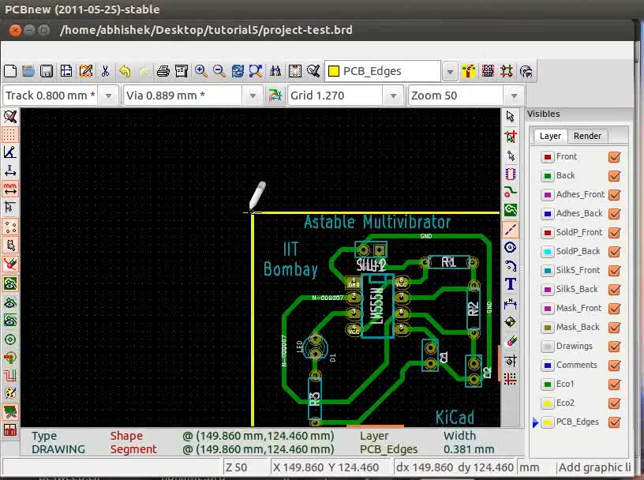 PCBnew (2011-05-25)-stable
/home/abhishek/Desktop/tutorial5/project-test.brd
PCB_Edges
Track 0.800 mm *
Via 0.889 mm *
Grid 1.270
Zoom 50
Visibles
Layer
Render
Front
Back
Adhes_Front
Adhes_Back
SoldP_Front
SoldP_Back
SilkS_Front
SilkS_Back
Mask_Front
Mask_Back
Drawings
Comments
Eco1
Eco2
PCB_Edges
Astable Multivibrator
IIT
Bombay
GND
R1
LM555N
R2
GND
LED
D1
C1
C2
R3
KiCad
Type
Shape
@ (149.860 mm,124.460 mm)
Layer
Width
DRAWING
Segment
@ (149.860 mm,124.460 mm)
PCB_Edges
0.381 mm
Z 50
X 149.860 Y 124.460
dx 149.860 dy 124.460
mm
Add graphic li